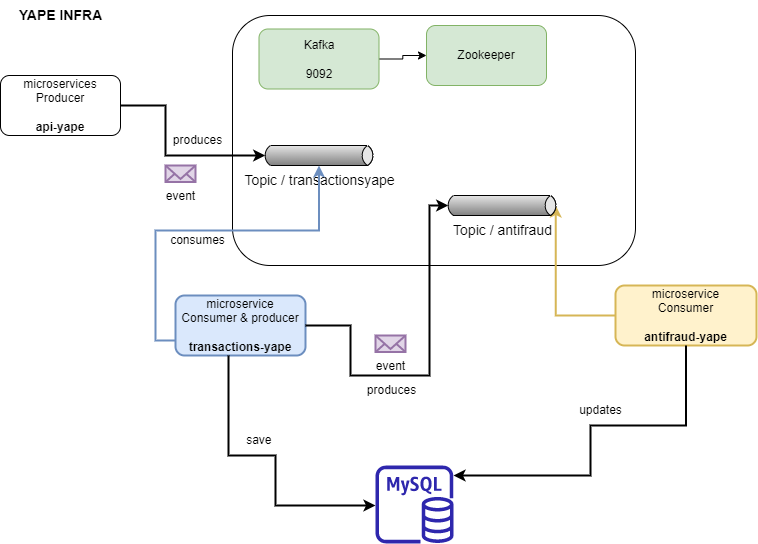 YAPE INFRA
Kafka
9092
Zookeeper
microservices
Producer
api-yape
produces
event
Topic / transactionsyape
Topic / antifraud
consumes
microservice
Consumer & producer
transactions-yape
event
produces
microservice
Consumer
antifraud-yape
updates
save
MySQL